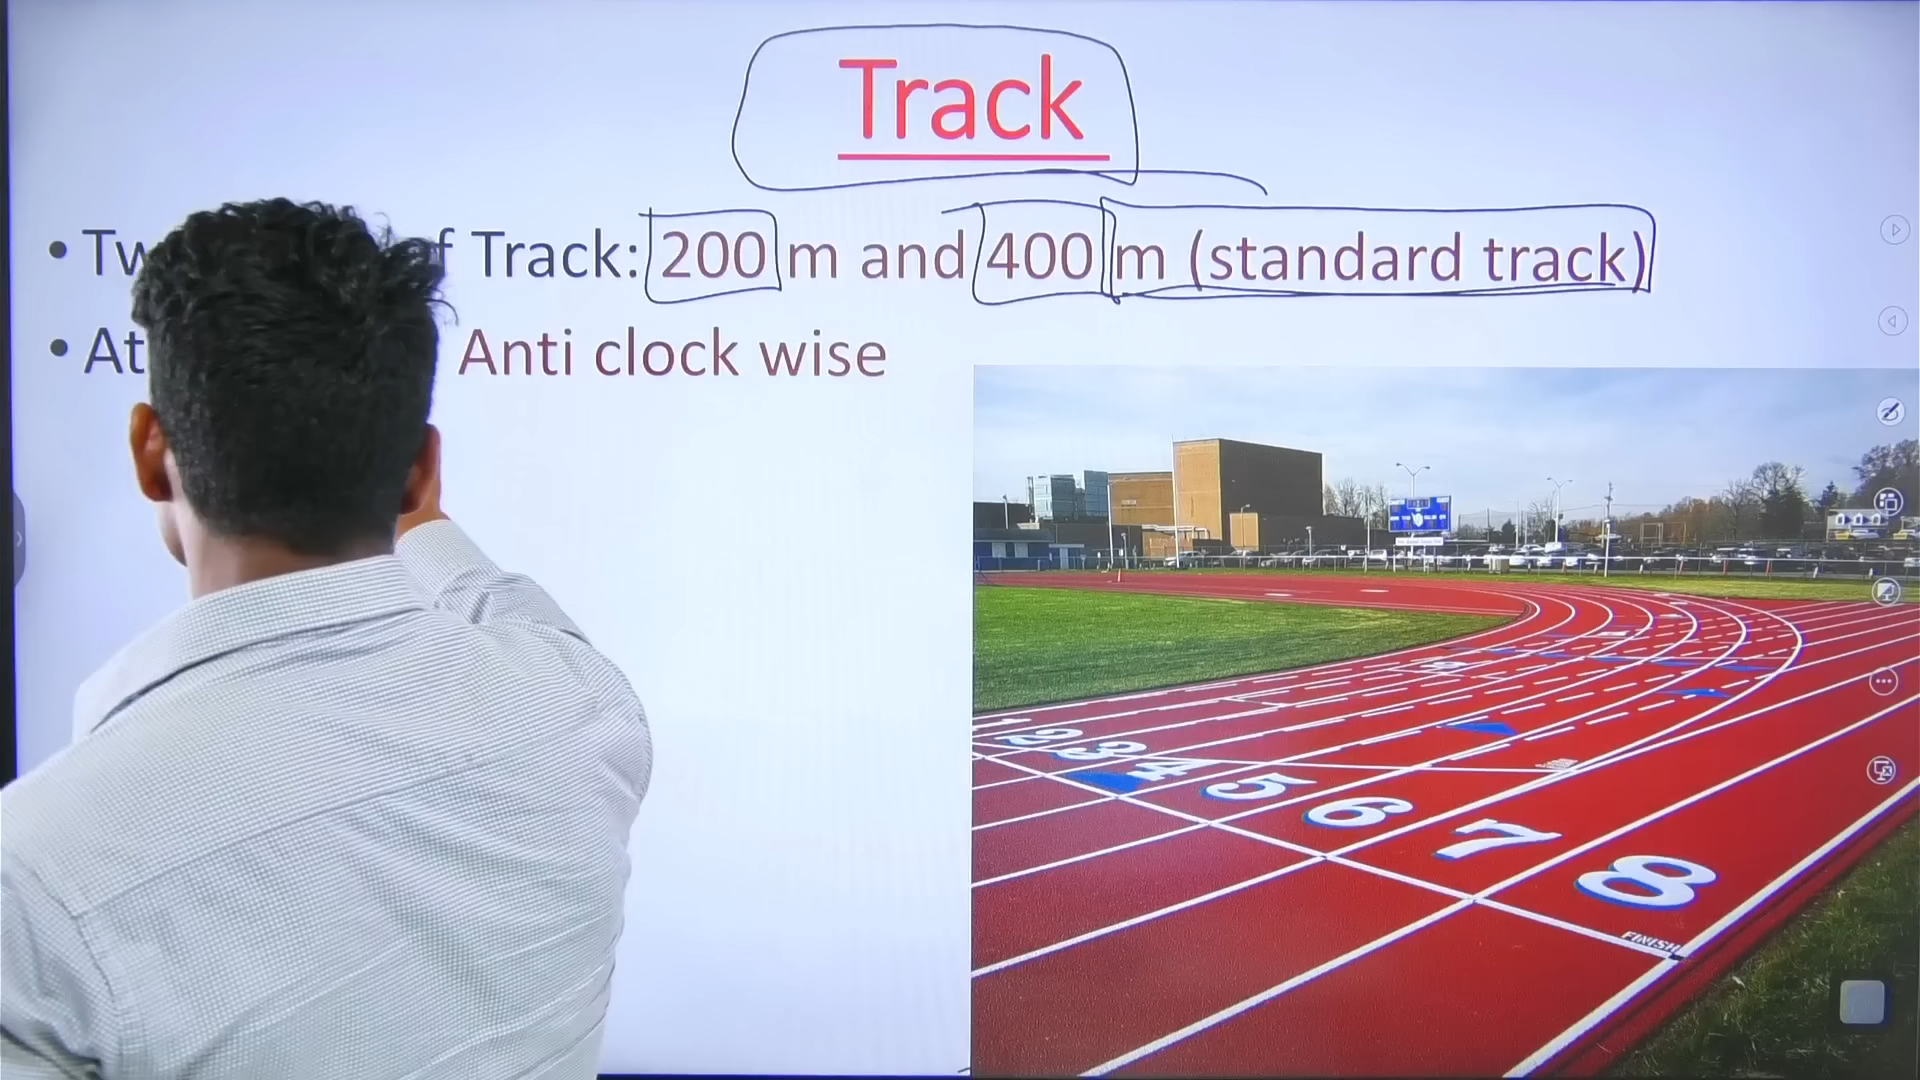 Track
• Tw f Track: 200 m and 400 m (standard track)
• At Anti clock wise
1 2 3 4 5 6 7 8
FINISH